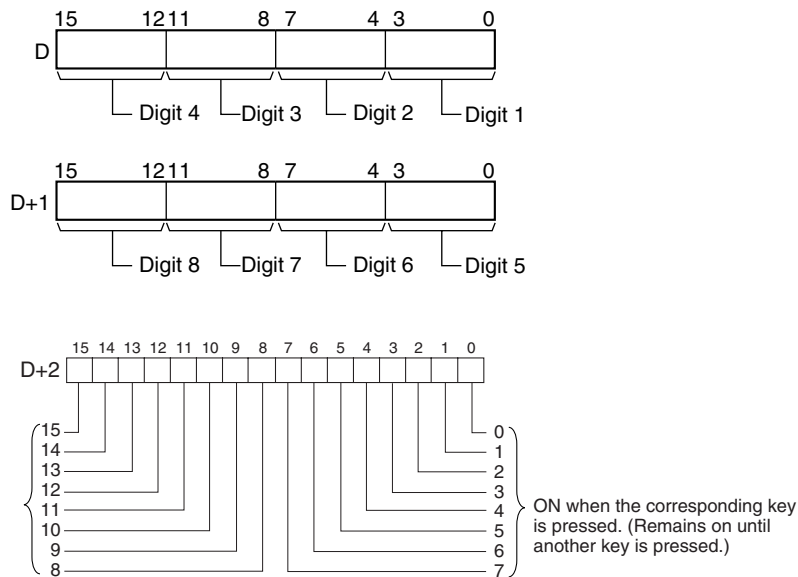 15 12 11 8 7 4 3 0
D
Digit 4 Digit 3 Digit 2 Digit 1
15 12 11 8 7 4 3 0
D+1
Digit 8 Digit 7 Digit 6 Digit 5
15 14 13 12 11 10 9 8 7 6 5 4 3 2 1 0
D+2
15 0
14 1
13 2
12 3
11 4
10 5
9 6
8 7
ON when the corresponding key
is pressed. (Remains on until
another key is pressed.)